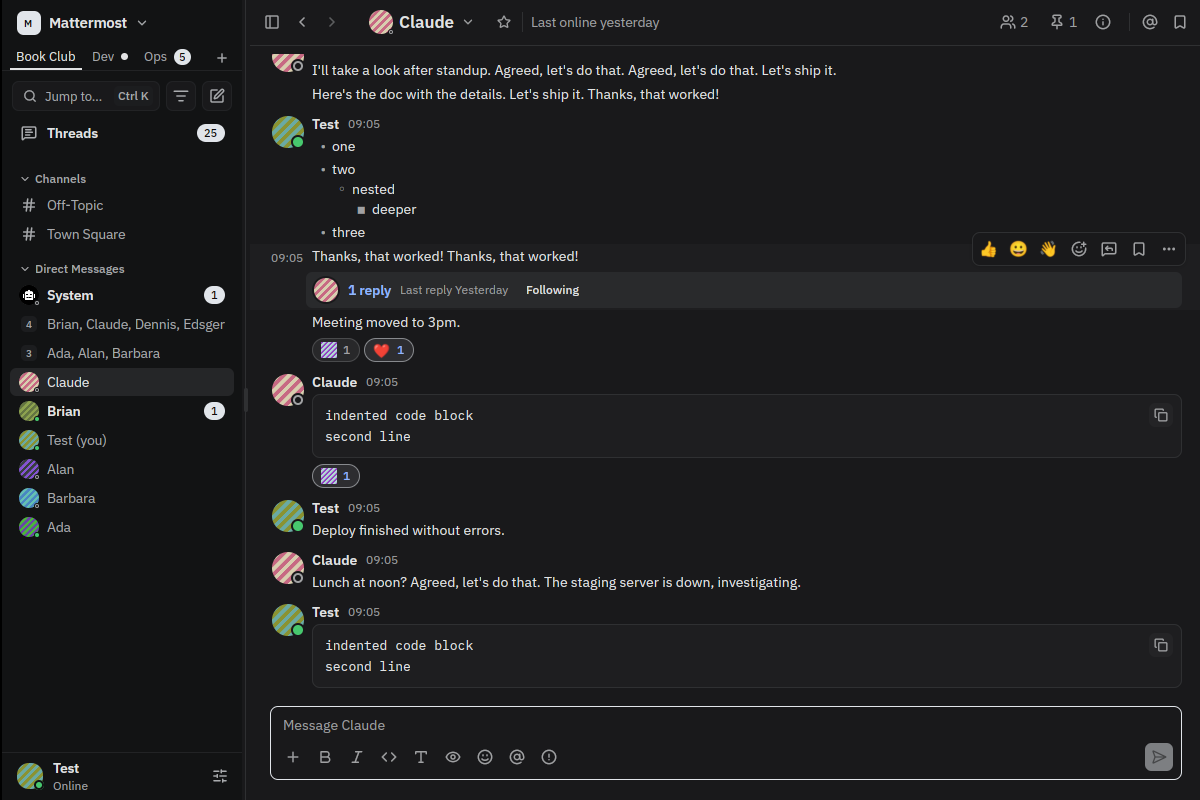 M Mattermost
Book Club Dev Ops 5
Jump to... Ctrl K
Threads 25
Channels
Off-Topic
Town Square
Direct Messages
System 1
4 Brian, Claude, Dennis, Edsger
3 Ada, Alan, Barbara
Claude
Brian 1
Test (you)
Alan
Barbara
Ada
Test
Online
Claude Last online yesterday 2 1
I'll take a look after standup. Agreed, let's do that. Agreed, let's do that. Let's ship it.
Here's the doc with the details. Let's ship it. Thanks, that worked!
Test 09:05
one
two
nested
deeper
three
09:05 Thanks, that worked! Thanks, that worked!
1 reply Last reply Yesterday Following
Meeting moved to 3pm.
1 1
Claude 09:05
indented code block
second line
1
Test 09:05
Deploy finished without errors.
Claude 09:05
Lunch at noon? Agreed, let's do that. The staging server is down, investigating.
Test 09:05
indented code block
second line
Message Claude